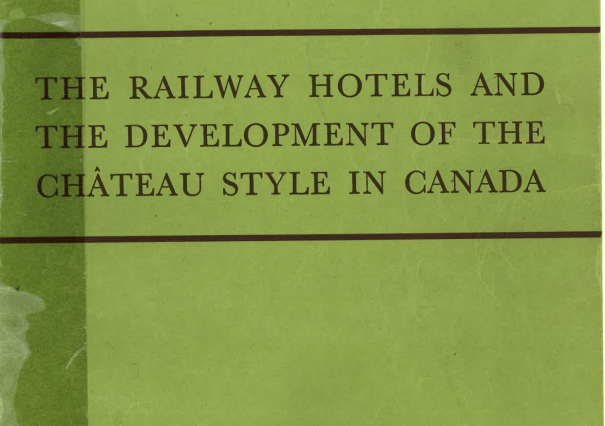 THE RAILWAY HOTELS AND
THE DEVELOPMENT OF THE
CHÂTEAU STYLE IN CANADA